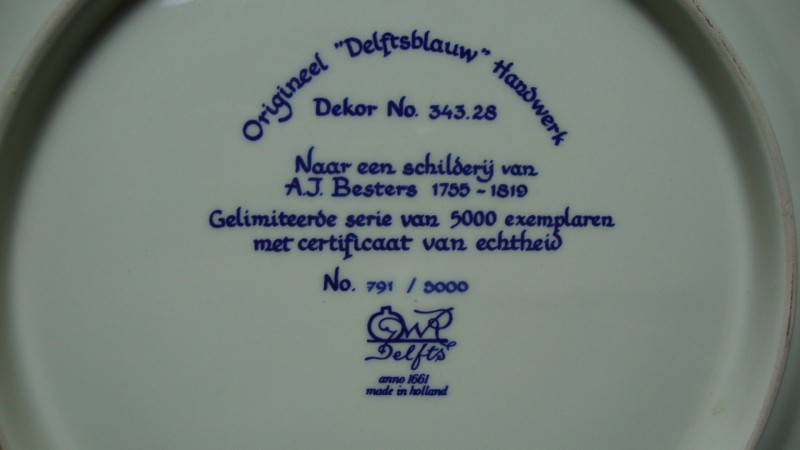 Origineel "Delftsblauw" Handwerk
Dekor No. 343.28
Naar een schilderij van
A.J. Besters 1755 - 1819
Gelimiteerde serie van 5000 exemplaren
met certificaat van echtheid
No. 791 / 5000
Delfts
anno 1661
made in holland